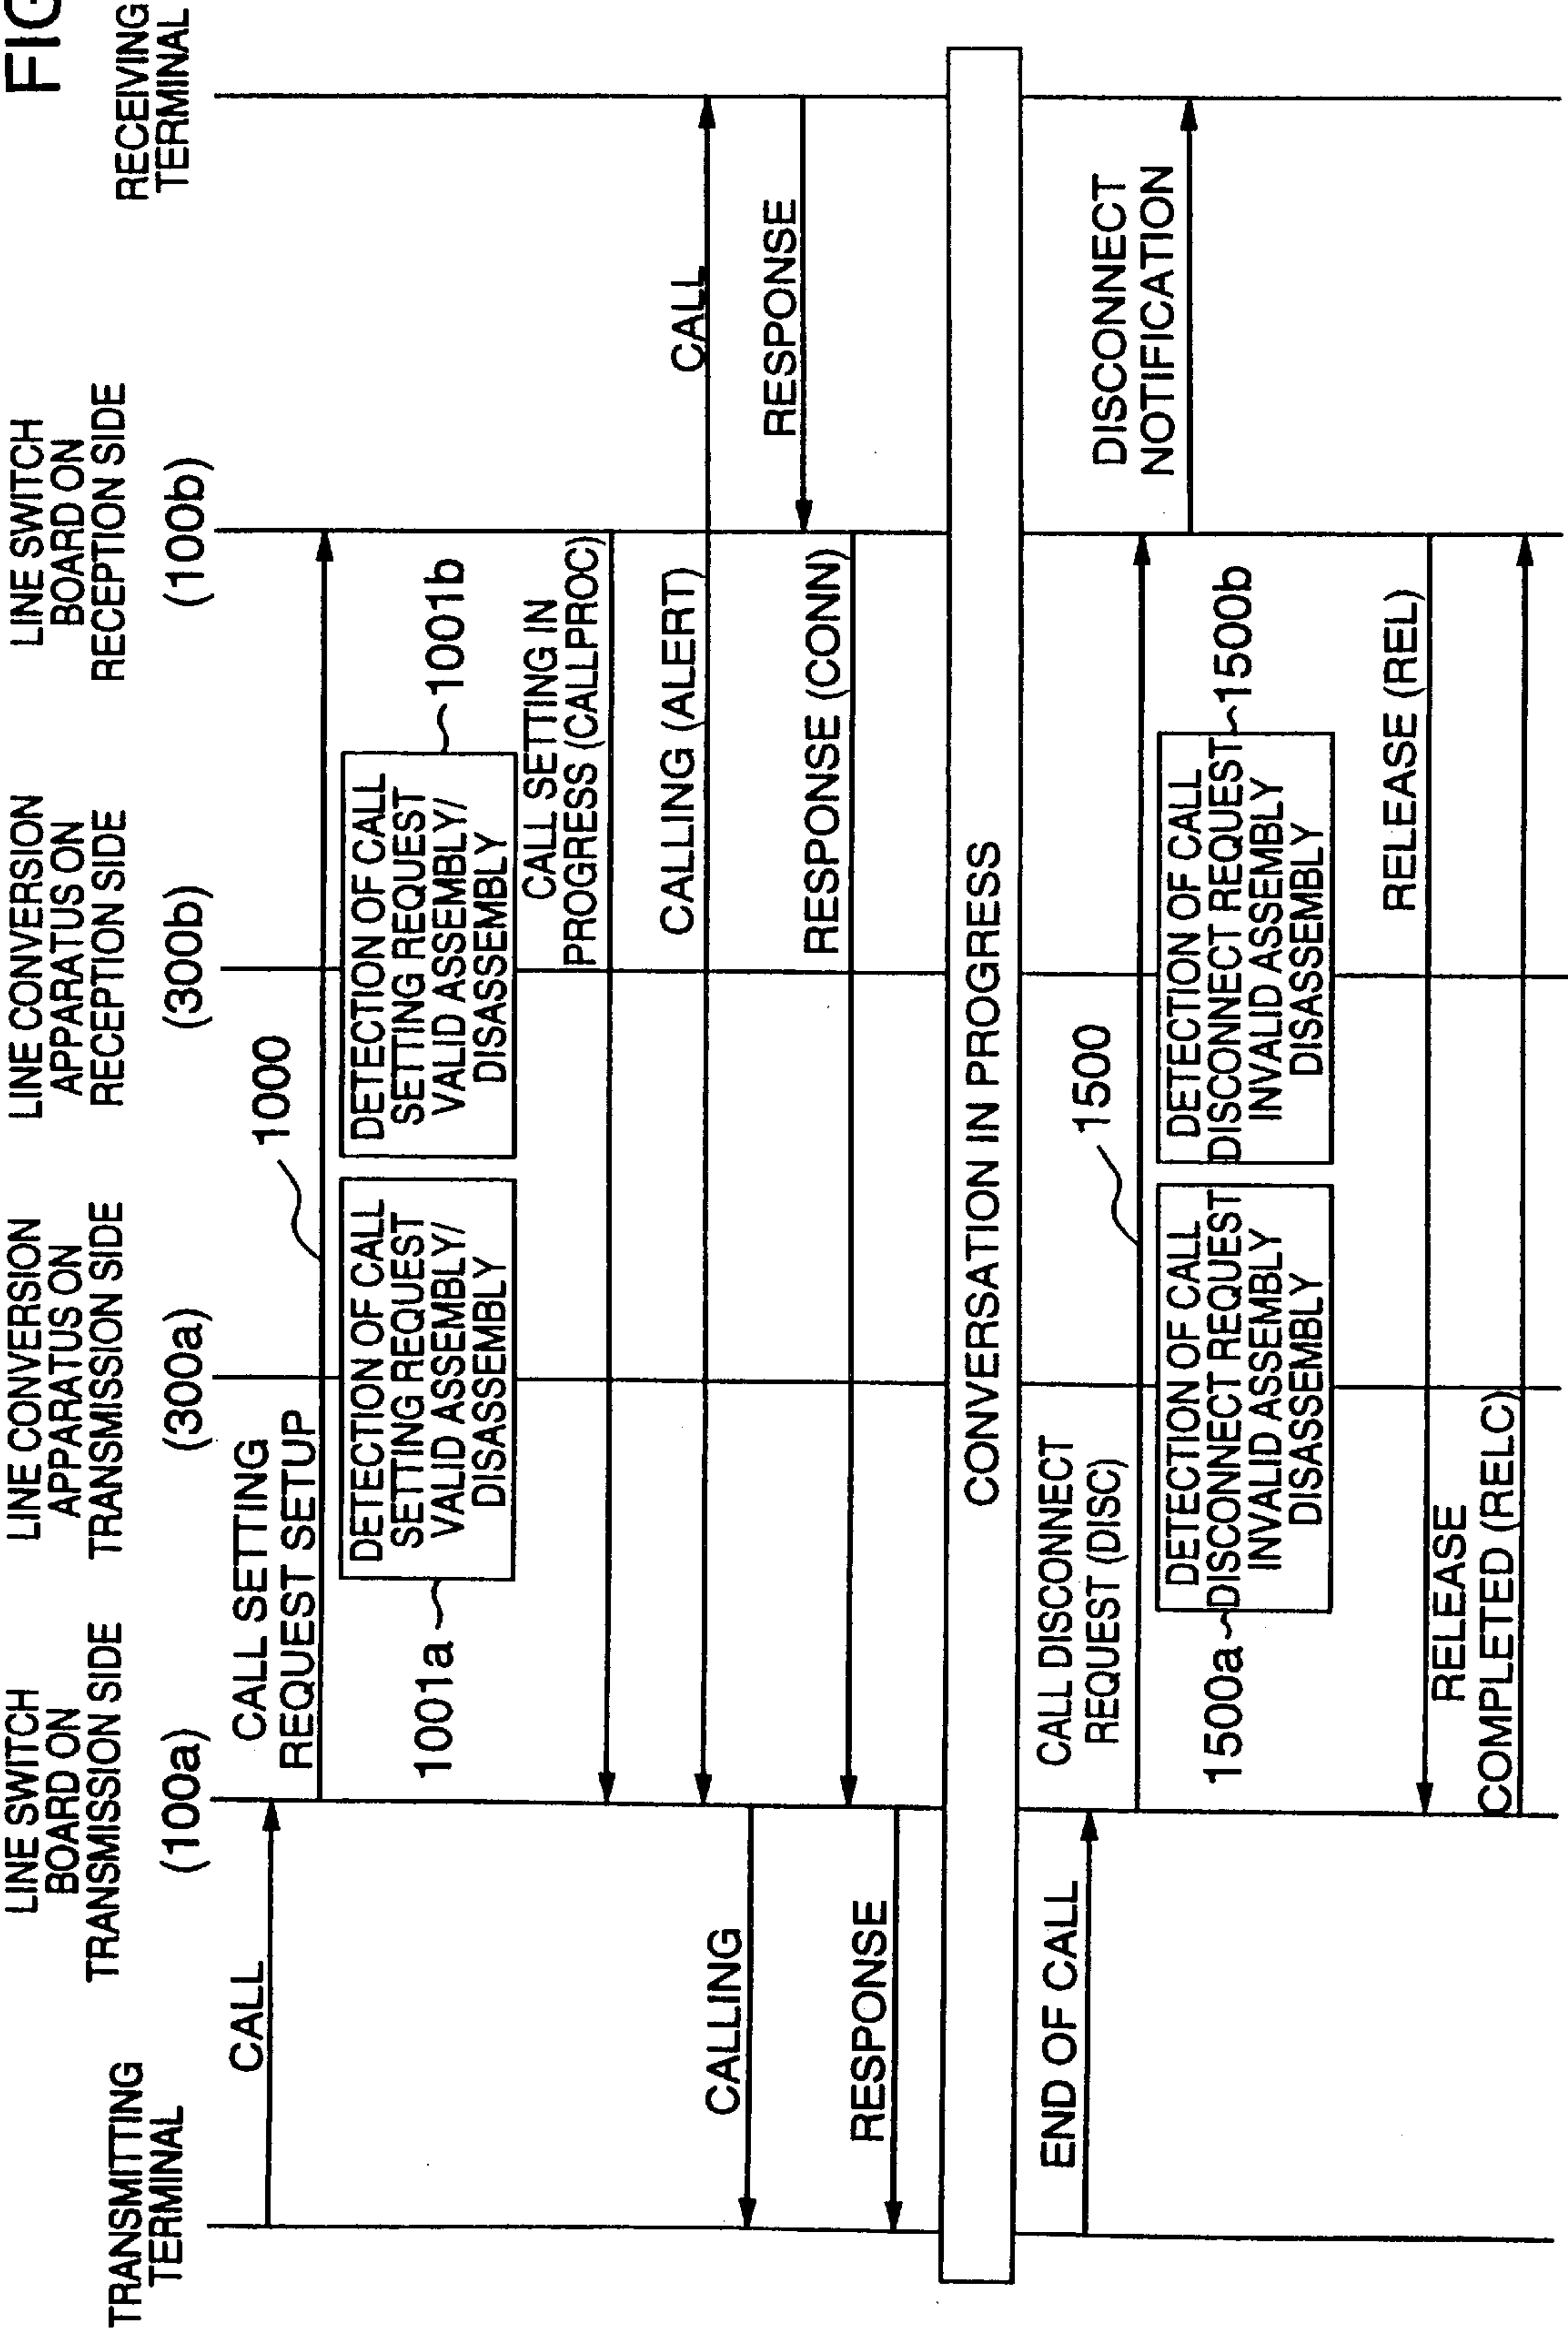 FIG
TRANSMITTING
TERMINAL
LINE SWITCH
BOARD ON
TRANSMISSION SIDE
(100a)
LINE CONVERSION
APPARATUS ON
TRANSMISSION SIDE
(300a)
LINE CONVERSION
APPARATUS ON
RECEPTION SIDE
(300b)
LINE SWITCH
BOARD ON
RECEPTION SIDE
(100b)
RECEIVING
TERMINAL
CALL
CALL SETTING
REQUEST SETUP
1000
1001a
DETECTION OF CALL
SETTING REQUEST
VALID ASSEMBLY/
DISASSEMBLY
DETECTION OF CALL
SETTING REQUEST
VALID ASSEMBLY/
DISASSEMBLY
1001b
CALL SETTING IN
PROGRESS (CALLPROC)
CALLING (ALERT)
CALL
CALLING
RESPONSE
RESPONSE (CONN)
RESPONSE
CONVERSATION IN PROGRESS
END OF CALL
CALL DISCONNECT
REQUEST (DISC)
1500
DISCONNECT
NOTIFICATION
1500a
DETECTION OF CALL
DISCONNECT REQUEST
INVALID ASSEMBLY
DISASSEMBLY
DETECTION OF CALL
DISCONNECT REQUEST
INVALID ASSEMBLY
DISASSEMBLY
1500b
RELEASE (REL)
RELEASE
COMPLETED (RELC)